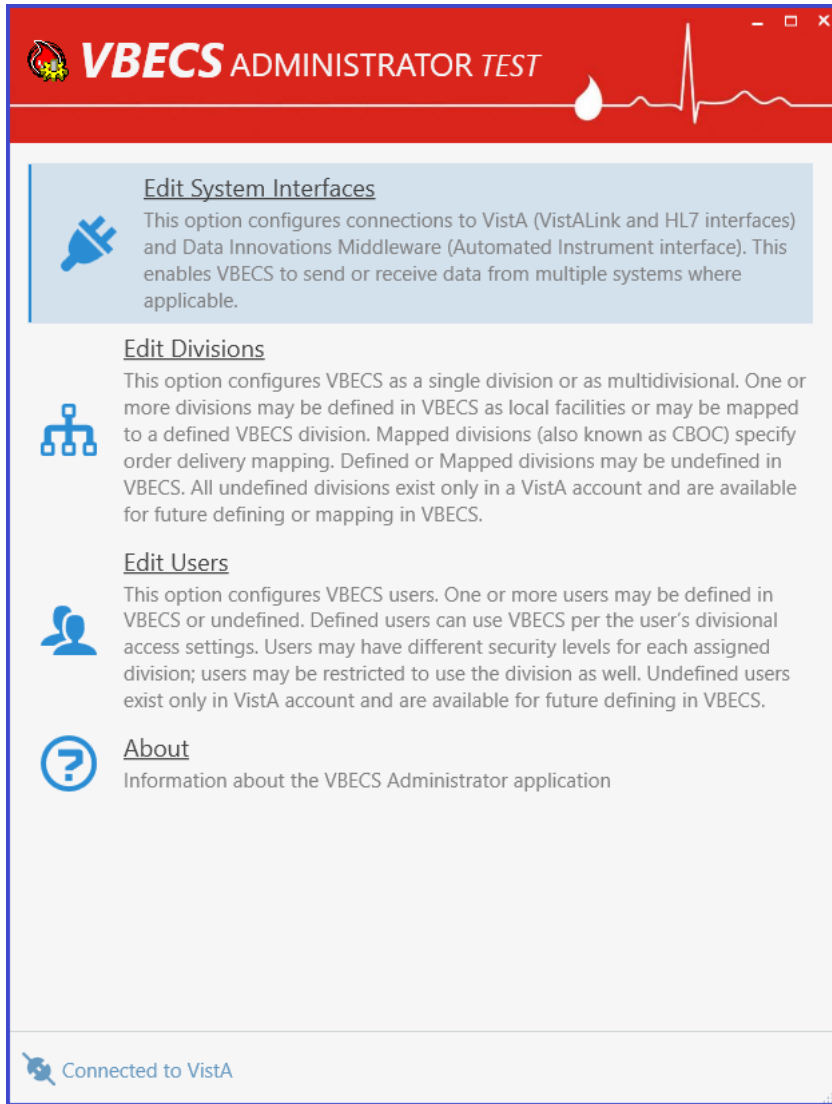 VBECS ADMINISTRATOR TEST
Edit System Interfaces
This option configures connections to VistA (VistALink and HL7 interfaces)
and Data Innovations Middleware (Automated Instrument interface). This
enables VBECS to send or receive data from multiple systems where
applicable.
Edit Divisions
This option configures VBECS as a single division or as multidivisional. One or
more divisions may be defined in VBECS as local facilities or may be mapped
to a defined VBECS division. Mapped divisions (also known as CBOC) specify
order delivery mapping. Defined or Mapped divisions may be undefined in
VBECS. All undefined divisions exist only in a VistA account and are available
for future defining or mapping in VBECS.
Edit Users
This option configures VBECS users. One or more users may be defined in
VBECS or undefined. Defined users can use VBECS per the user’s divisional
access settings. Users may have different security levels for each assigned
division; users may be restricted to use the division as well. Undefined users
exist only in VistA account and are available for future defining in VBECS.
About
Information about the VBECS Administrator application
Connected to VistA